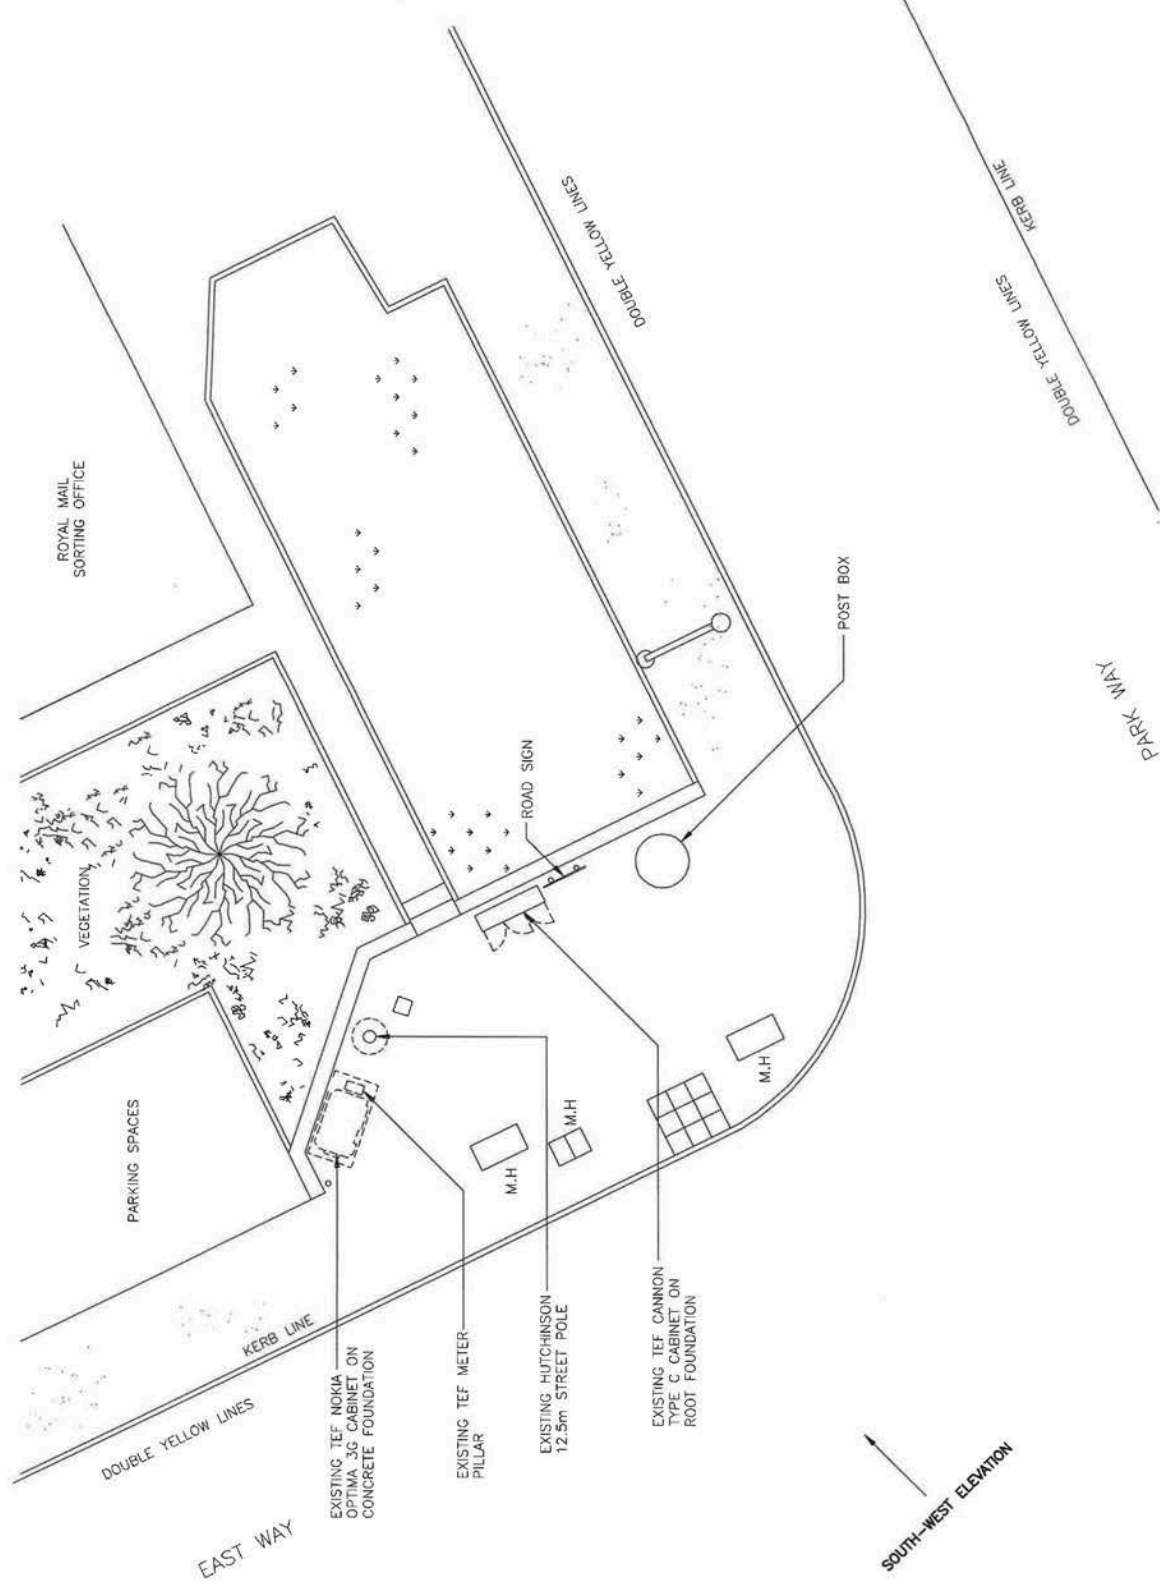 ROYAL MAIL
SORTING OFFICE
DOUBLE YELLOW LINES
KERB LINE
DOUBLE YELLOW LINES
VEGETATION
ROAD SIGN
POST BOX
PARK WAY
PARKING SPACES
M.H
M.H
M.H
KERB LINE
DOUBLE YELLOW LINES
EAST WAY
EXISTING TEF NOKIA
OPTIMA 3G CABINET ON
CONCRETE FOUNDATION
EXISTING TEF METER
PILLAR
EXISTING HUTCHINSON
12.5m STREET POLE
EXISTING TEF CANNON
TYPE C CABINET ON
ROOT FOUNDATION
SOUTH-WEST ELEVATION